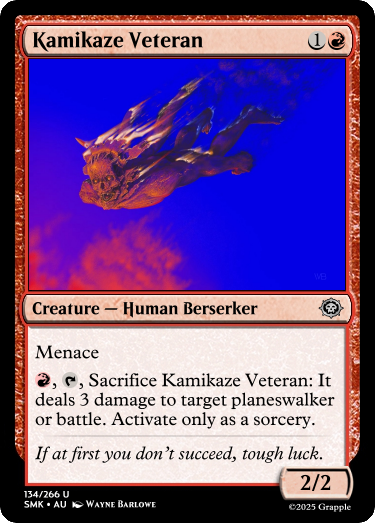 Kamikaze Veteran 1
Creature — Human Berserker
Menace
, , Sacrifice Kamikaze Veteran: It
deals 3 damage to target planeswalker
or battle. Activate only as a sorcery.
If at first you don't succeed, tough luck.
2/2
134/266 U
SMK • AU Wayne Barlowe
©2025 Grapple